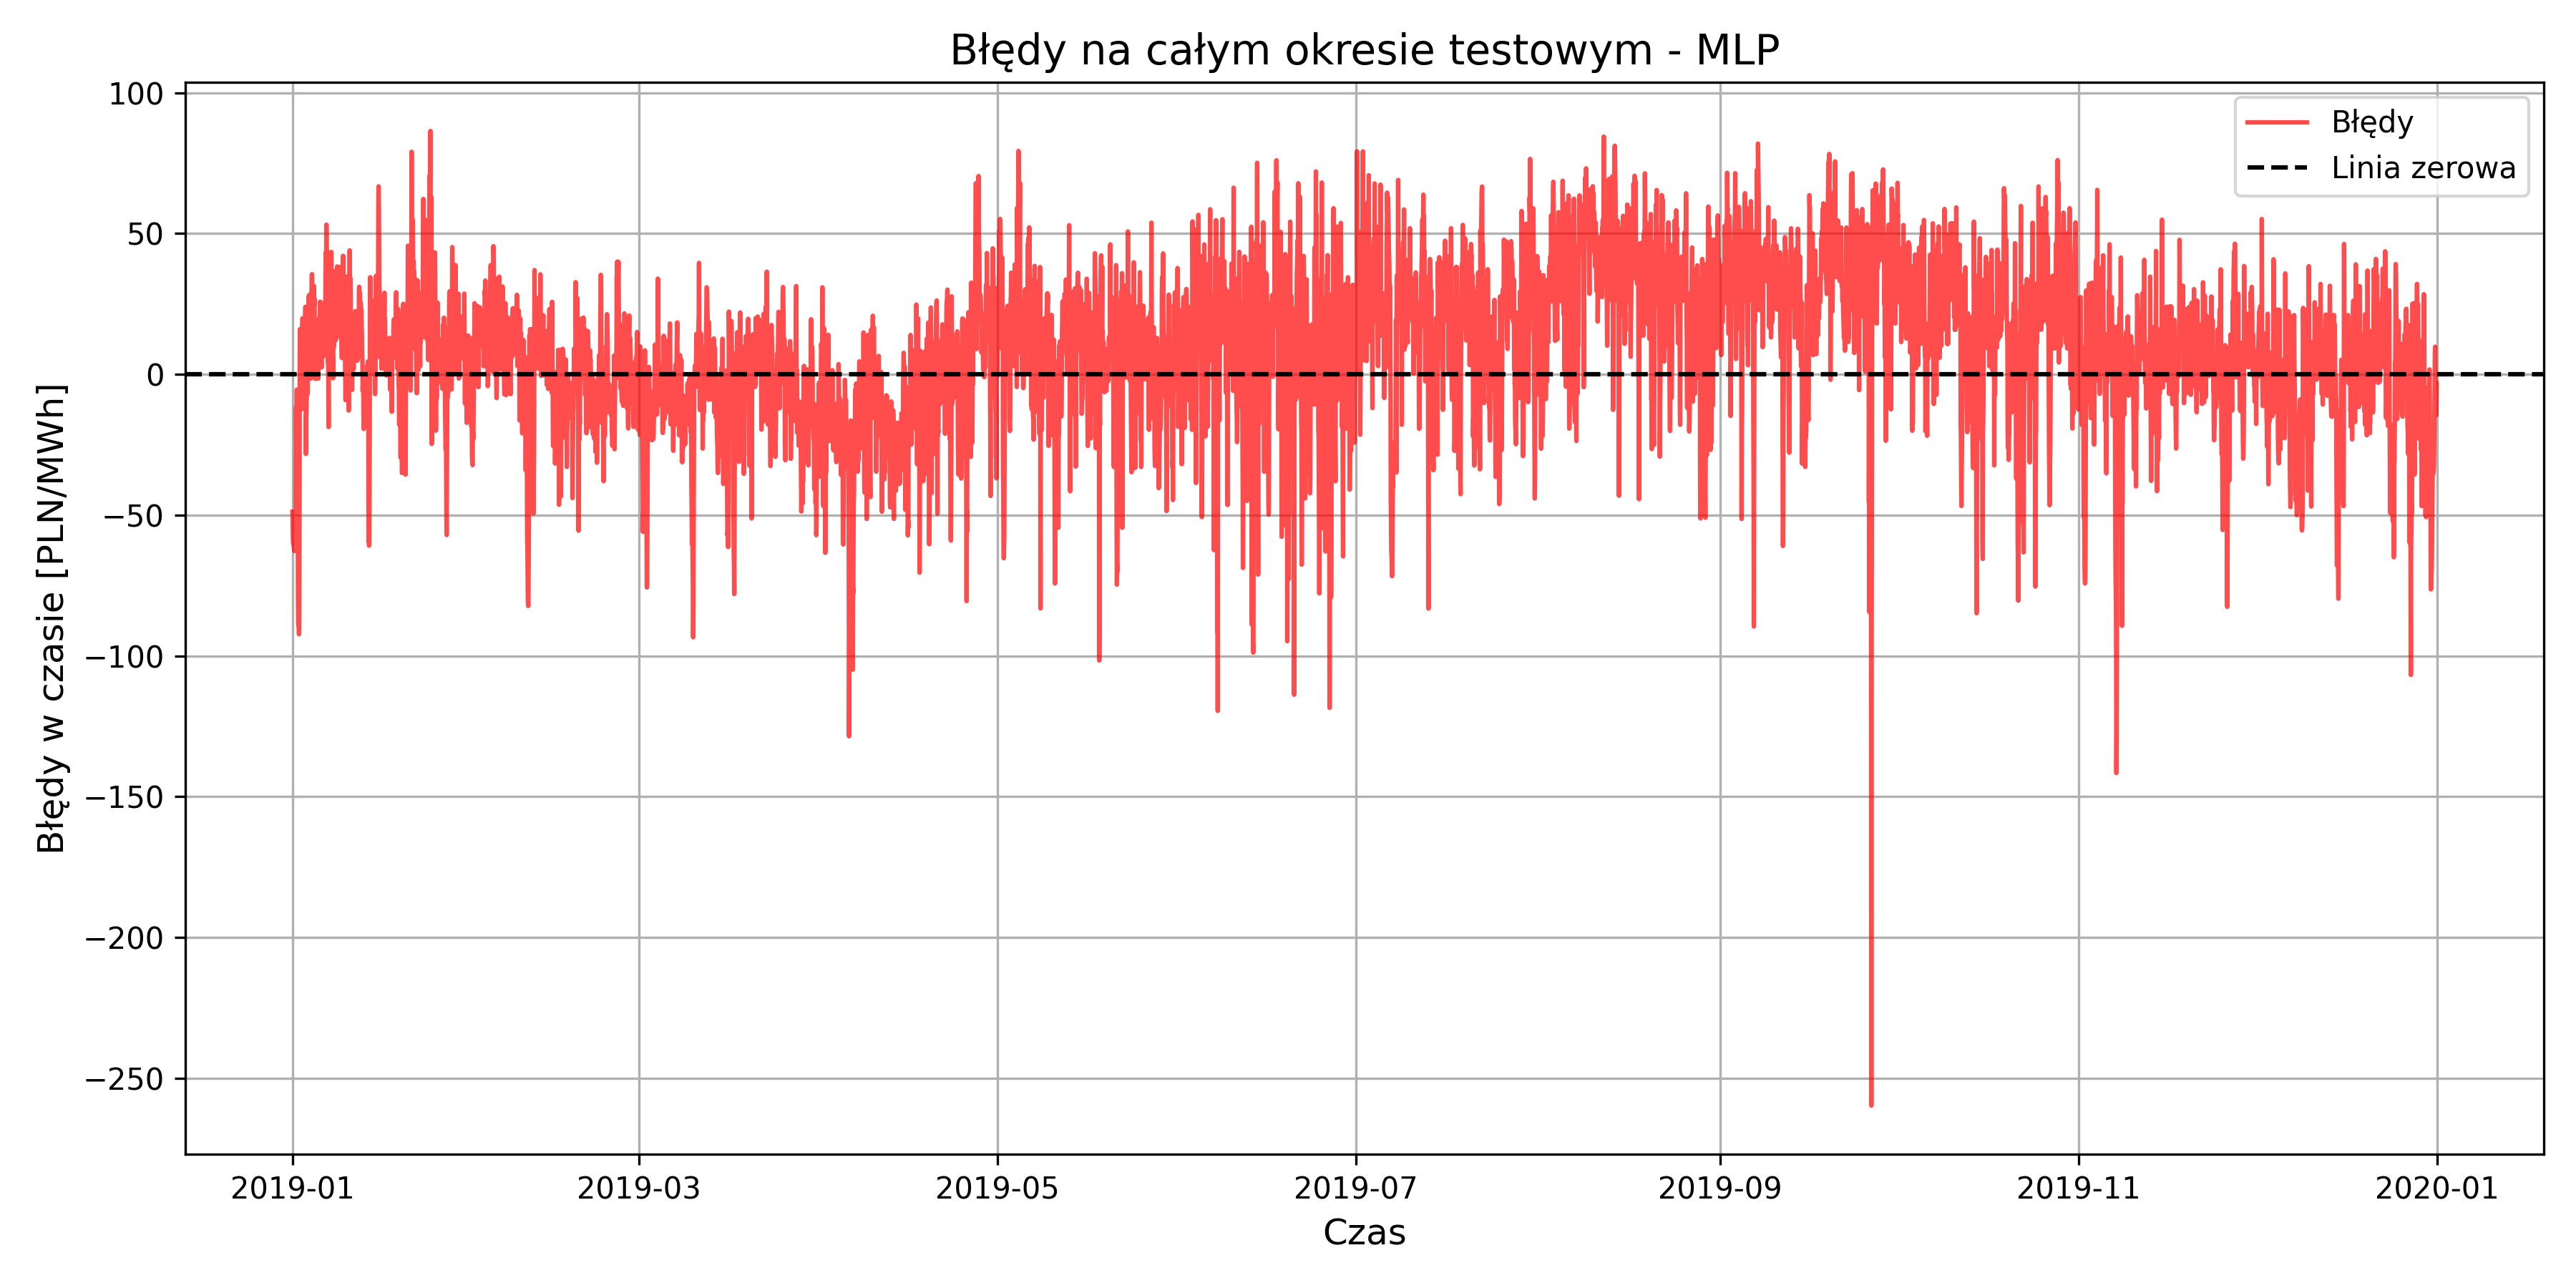 Błędy na całym okresie testowym - MLP
Błędy w czasie [PLN/MWh]
100
50
0
−50
−100
−150
−200
−250
Błędy
Linia zerowa
2019-01 2019-03 2019-05 2019-07 2019-09 2019-11 2020-01
Czas